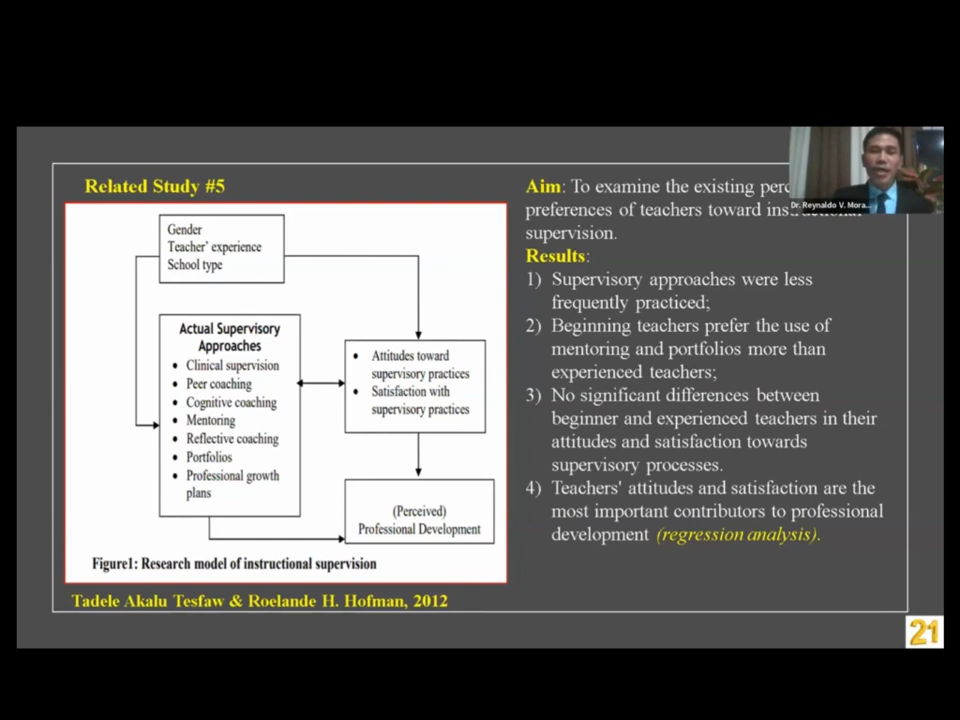 Related Study #5
Gender
Teacher’ experience
School type
Actual Supervisory
Approaches
• Clinical supervision
• Peer coaching
• Cognitive coaching
• Mentoring
• Reflective coaching
• Portfolios
• Professional growth
plans
• Attitudes toward
supervisory practices
• Satisfaction with
supervisory practices
(Perceived)
Professional Development
Figure1: Research model of instructional supervision
Tadele Akalu Tesfaw & Roelande H. Hofman, 2012
Aim: To examine the existing
preferences of teachers toward
supervision.
Results:
1) Supervisory approaches were less
frequently practiced;
2) Beginning teachers prefer the use of
mentoring and portfolios more than
experienced teachers;
3) No significant differences between
beginner and experienced teachers in their
attitudes and satisfaction towards
supervisory processes.
4) Teachers' attitudes and satisfaction are the
most important contributors to professional
development (regression analysis).
Dr. Reynaldo V. Mora...
21